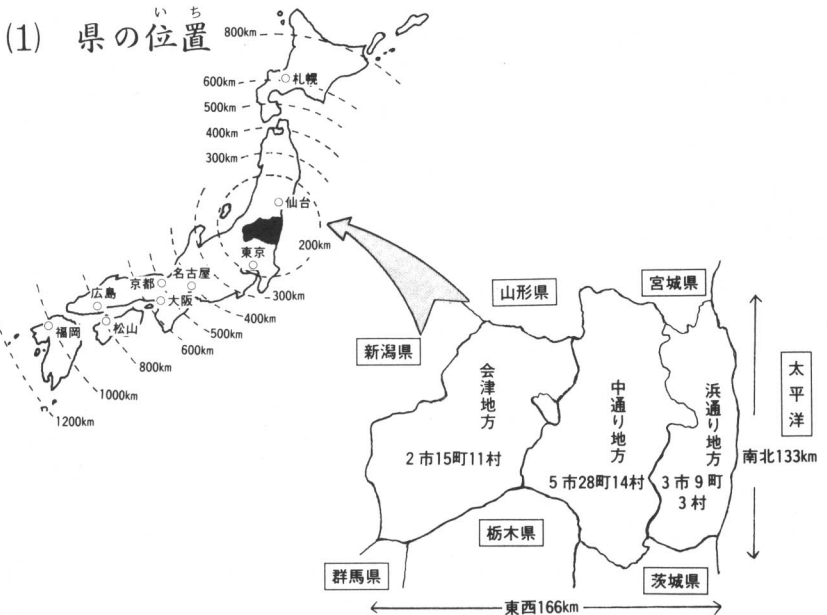 (1) 県の位置
いち
800km
札幌
600km
500km
400km
300km
仙台
200km
東京
名古屋
京都
大阪
広島
松山
福岡
300km
400km
500km
600km
800km
1000km
1200km
山形県
宮城県
新潟県
太平洋
会津地方
2市15町11村
中通り地方
5市28町14村
浜通り地方
3市9町
3村
南北133km
栃木県
群馬県
茨城県
東西166km